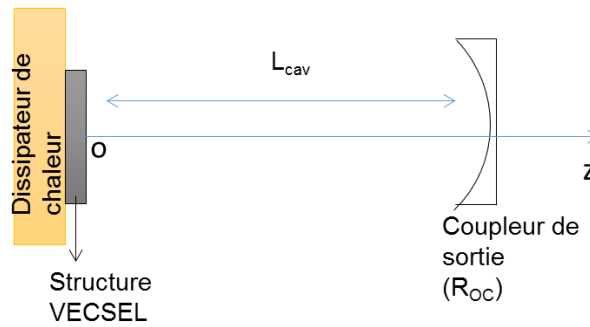 Dissipateur de
chaleur
L_cav
O
Z
Structure
VECSEL
Coupleur de
sortie
(R_OC)